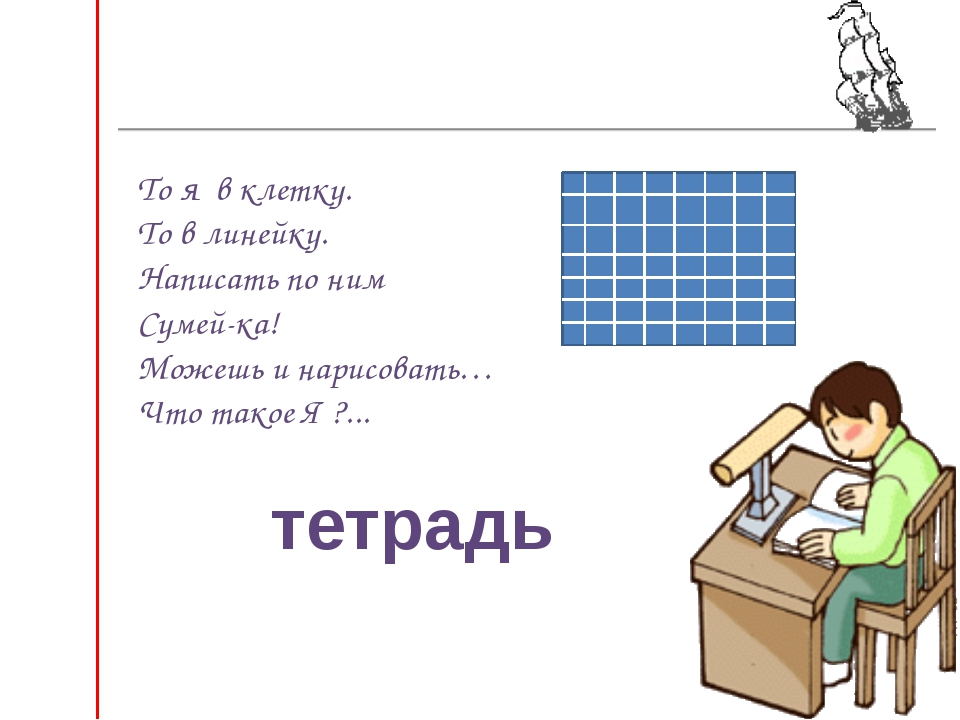 То я в клетку.
То в линейку.
Написать по ним
Сумей-ка!
Можешь и нарисовать…
Что такое Я ?...
тетрадь